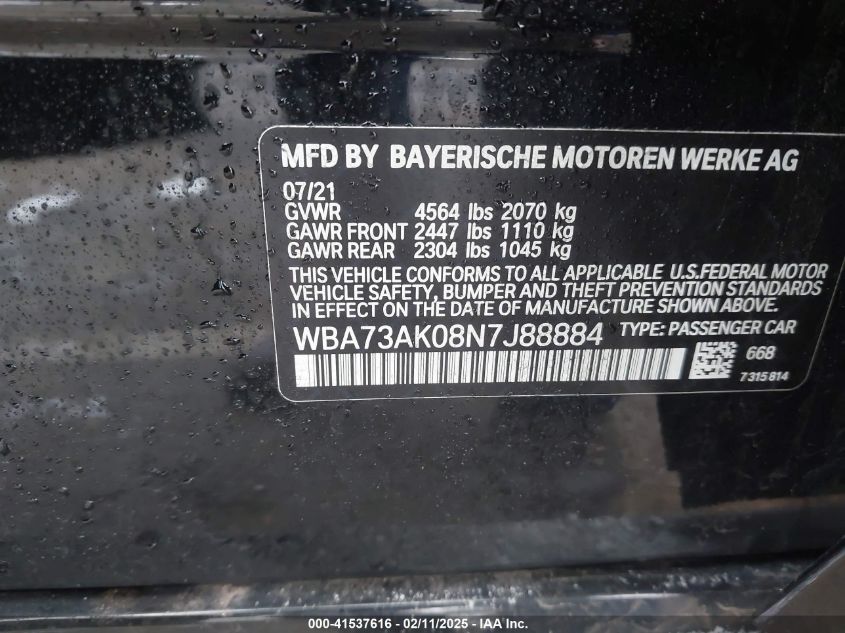 MFD BY BAYERISCHE MOTOREN WERKE AG
07/21
GVWR 4564 lbs 2070 kg
GAWR FRONT 2447 lbs 1110 kg
GAWR REAR 2304 lbs 1045 kg
THIS VEHICLE CONFORMS TO ALL APPLICABLE U.S.FEDERAL MOTOR
VEHICLE SAFETY, BUMPER AND THEFT PREVENTION STANDARDS
IN EFFECT ON THE DATE OF MANUFACTURE SHOWN ABOVE.
WBA73AK08N7J88884 TYPE: PASSENGER CAR
668
7315814
000-41537616 - 02/11/2025 - IAA Inc.